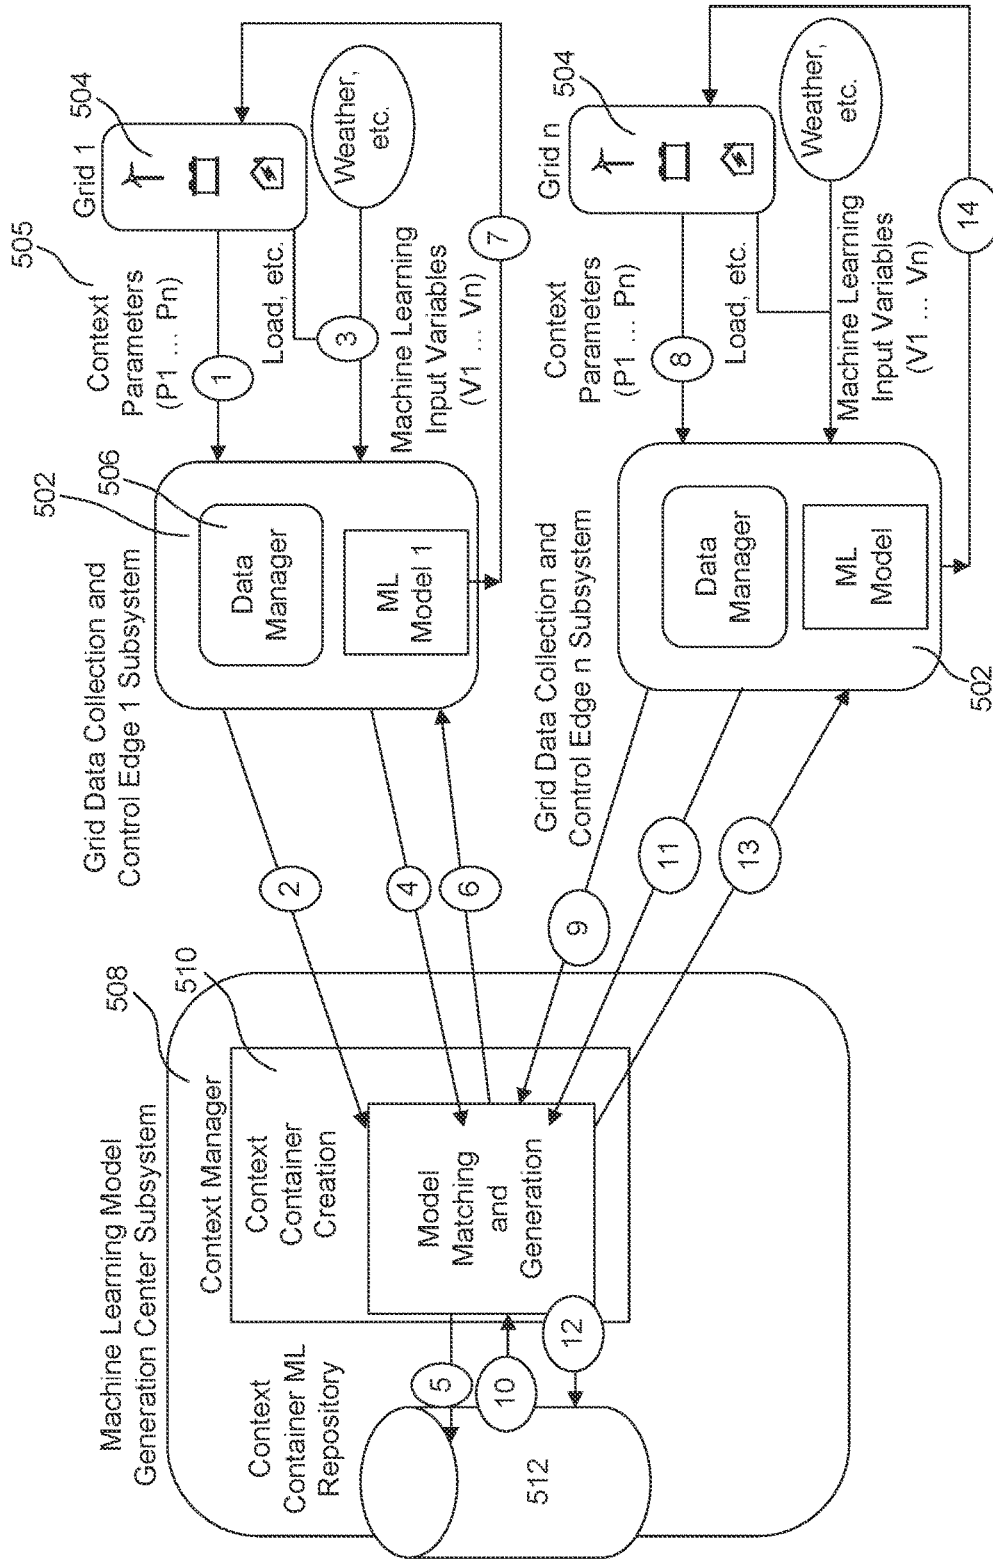 Machine Learning Model
Generation Center Subsystem
508
Context Manager
510
Context
Container
Creation
Model
Matching
and
Generation
Context
Container ML
Repository
512
5
10
12
2
4
6
9
11
13
Grid Data Collection and
Control Edge 1 Subsystem
502
506
Data
Manager
ML
Model 1
505
Context
Parameters
(P1 ... Pn)
1
Load, etc.
3
Machine Learning
Input Variables
(V1 ... Vn)
7
Grid 1
504
Weather,
etc.
Grid Data Collection and
Control Edge n Subsystem
Data
Manager
ML
Model
502
Context
Parameters
(P1 ... Pn)
8
Load, etc.
Machine Learning
Input Variables
(V1 ... Vn)
14
Grid n
504
Weather,
etc.